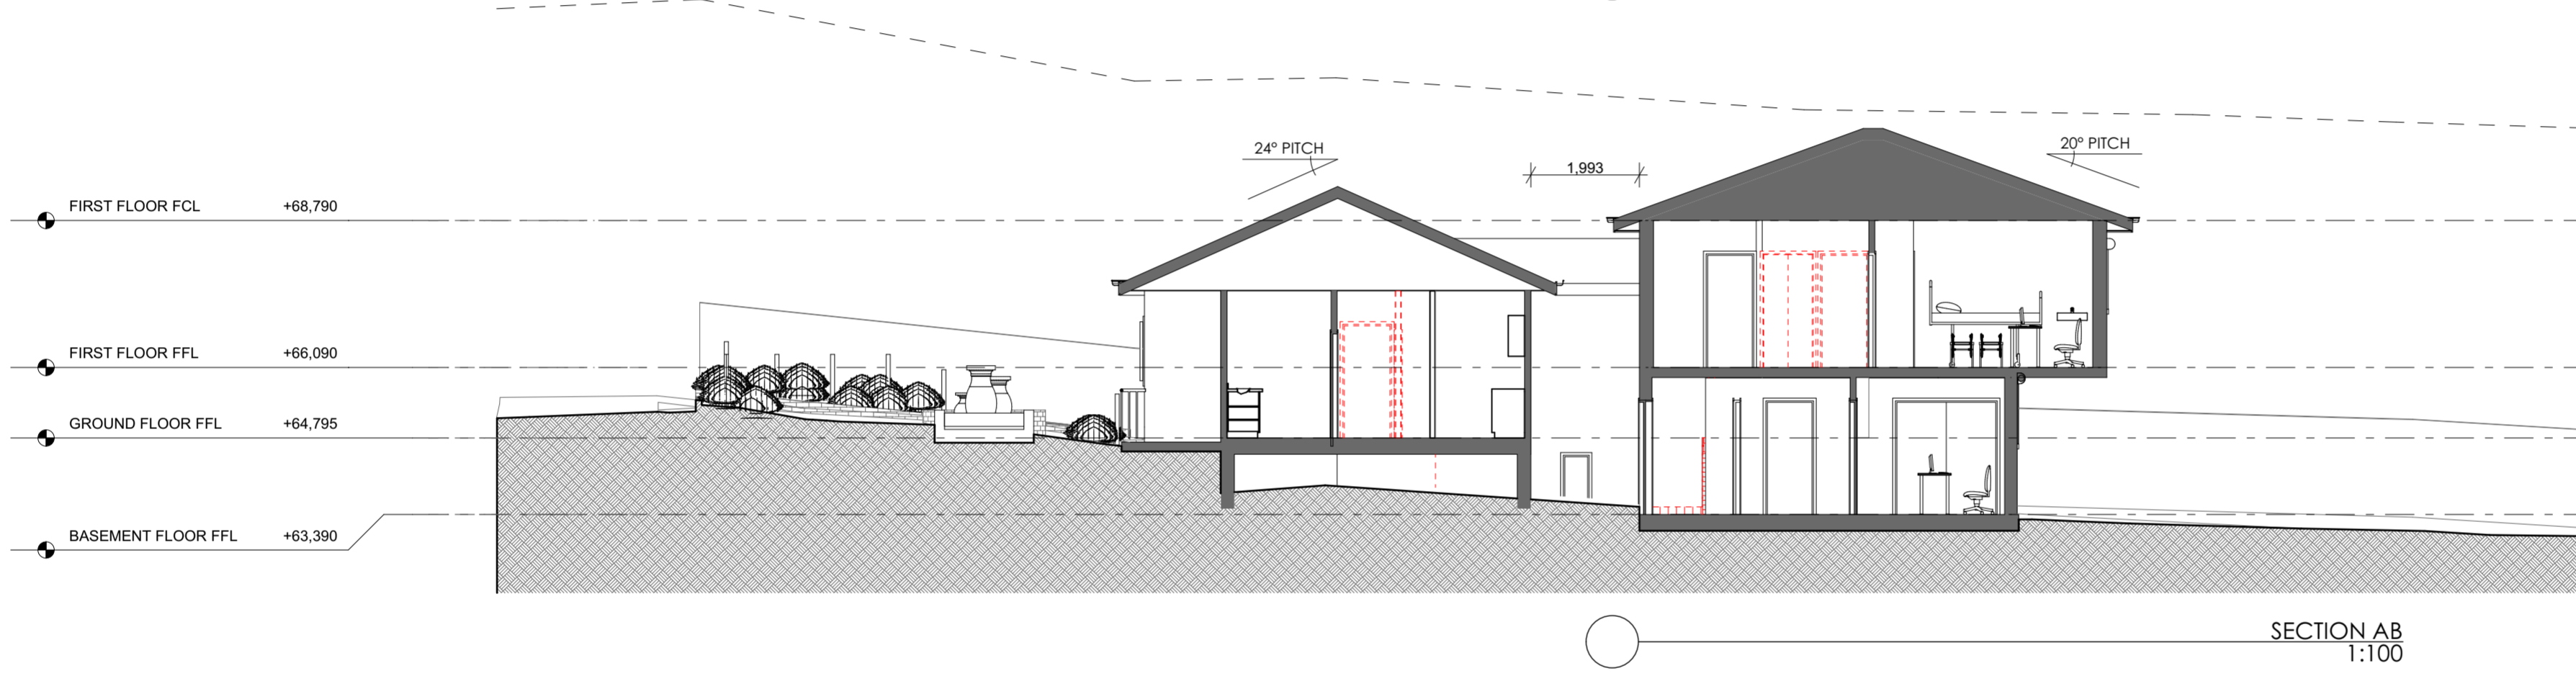 24° PITCH
20° PITCH
1,993
FIRST FLOOR FCL +68,790
FIRST FLOOR FFL +66,090
GROUND FLOOR FFL +64,795
BASEMENT FLOOR FFL +63,390
SECTION AB
1:100